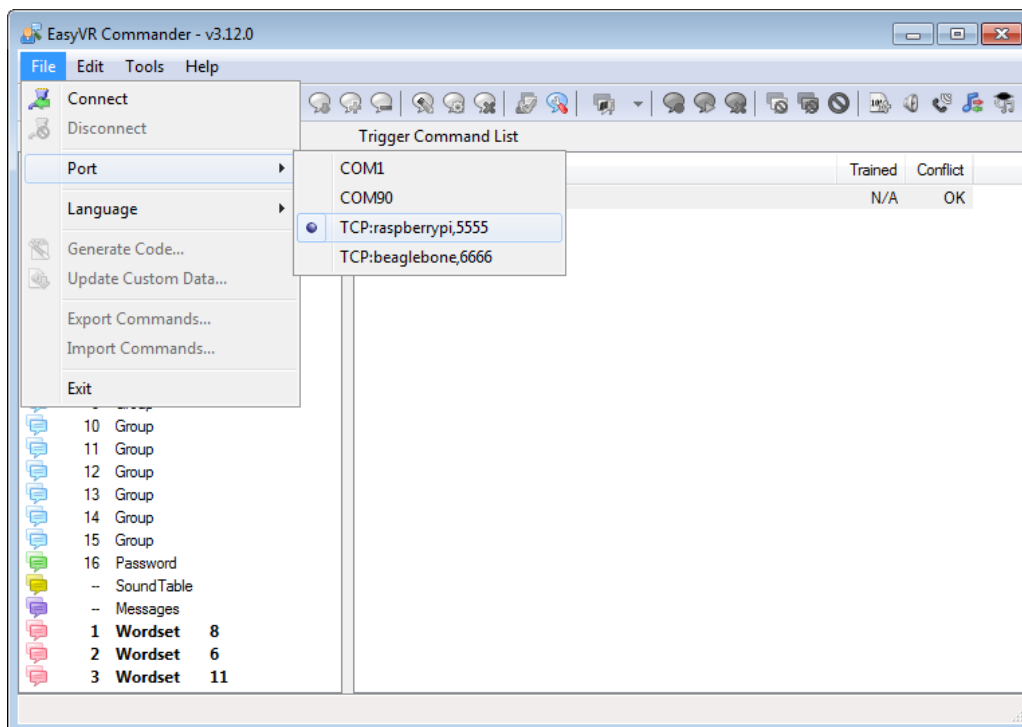 EasyVR Commander - v3.12.0
File Edit Tools Help
Connect
Disconnect
Port
Language
Generate Code...
Update Custom Data...
Export Commands...
Import Commands...
Exit
COM1
COM90
TCP:raspberrypi,5555
TCP:beaglebone,6666
Trigger Command List
Trained Conflict
N/A OK
10 Group
11 Group
12 Group
13 Group
14 Group
15 Group
16 Password
-- SoundTable
-- Messages
1 Wordset 8
2 Wordset 6
3 Wordset 11